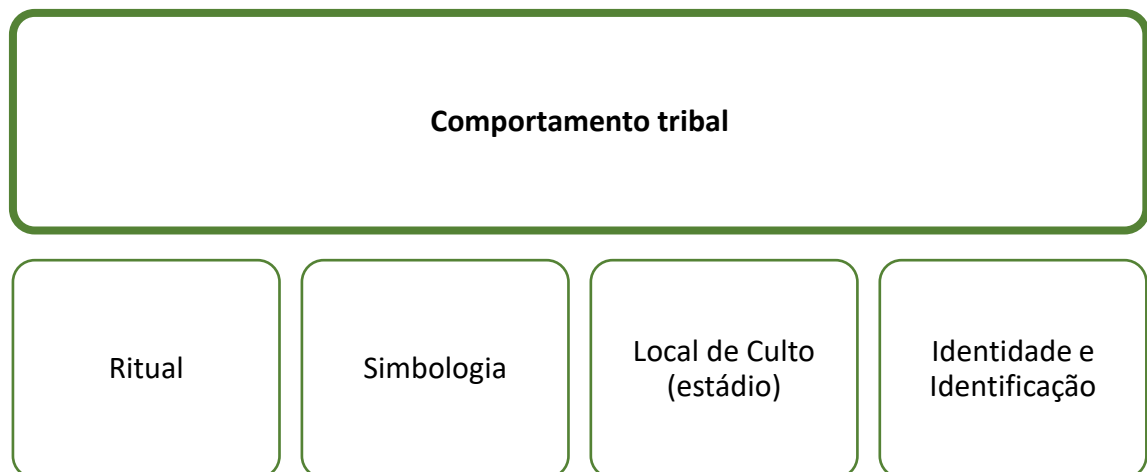 Comportamento tribal
Ritual
Simbologia
Local de Culto
(estádio)
Identidade e
Identificação